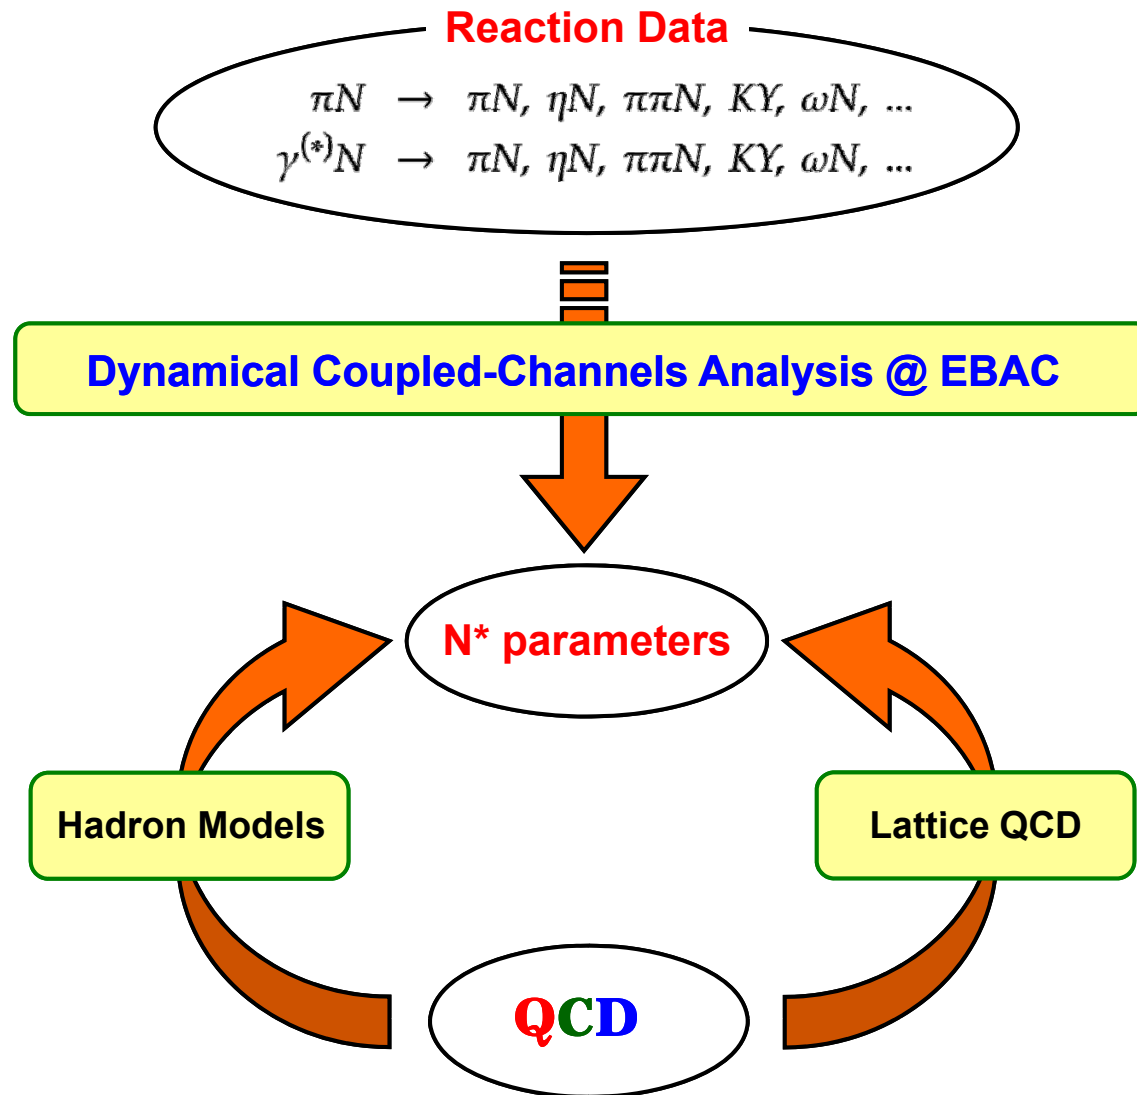 Reaction Data
πN → πN, ηN, ππN, KY, ωN, ...
γ(*)N → πN, ηN, ππN, KY, ωN, ...
Dynamical Coupled-Channels Analysis @ EBAC
N* parameters
Hadron Models
Lattice QCD
QCD